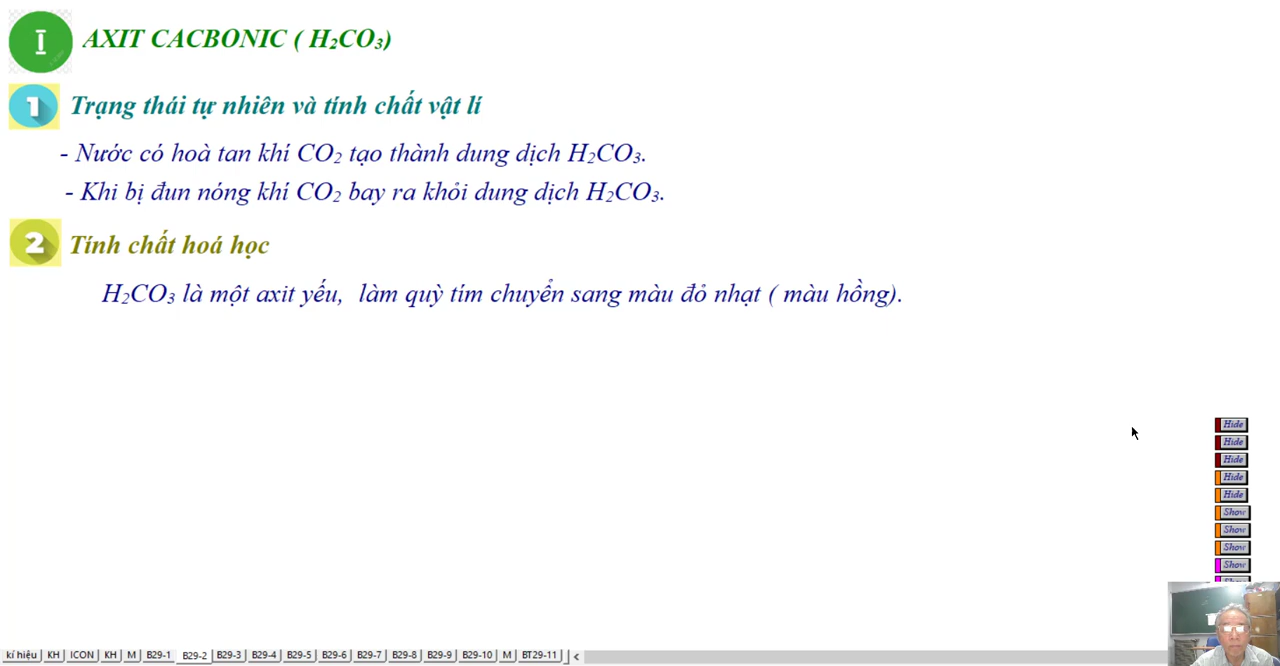 I AXIT CACBONIC ( H₂CO₃)
1 Trạng thái tự nhiên và tính chất vật lí
- Nước có hoà tan khí CO₂ tạo thành dung dịch H₂CO₃.
- Khi bị đun nóng khí CO₂ bay ra khỏi dung dịch H₂CO₃.
2 Tính chất hoá học
H₂CO₃ là một axit yếu, làm quỳ tím chuyển sang màu đỏ nhạt ( màu hồng).
Hide
Hide
Hide
Hide
Hide
Show
Show
Show
Show
kí hiệu KH ICON KH M B29-1 B29-2 B29-3 B29-4 B29-5 B29-6 B29-7 B29-8 B29-9 B29-10 M BT29-11 <